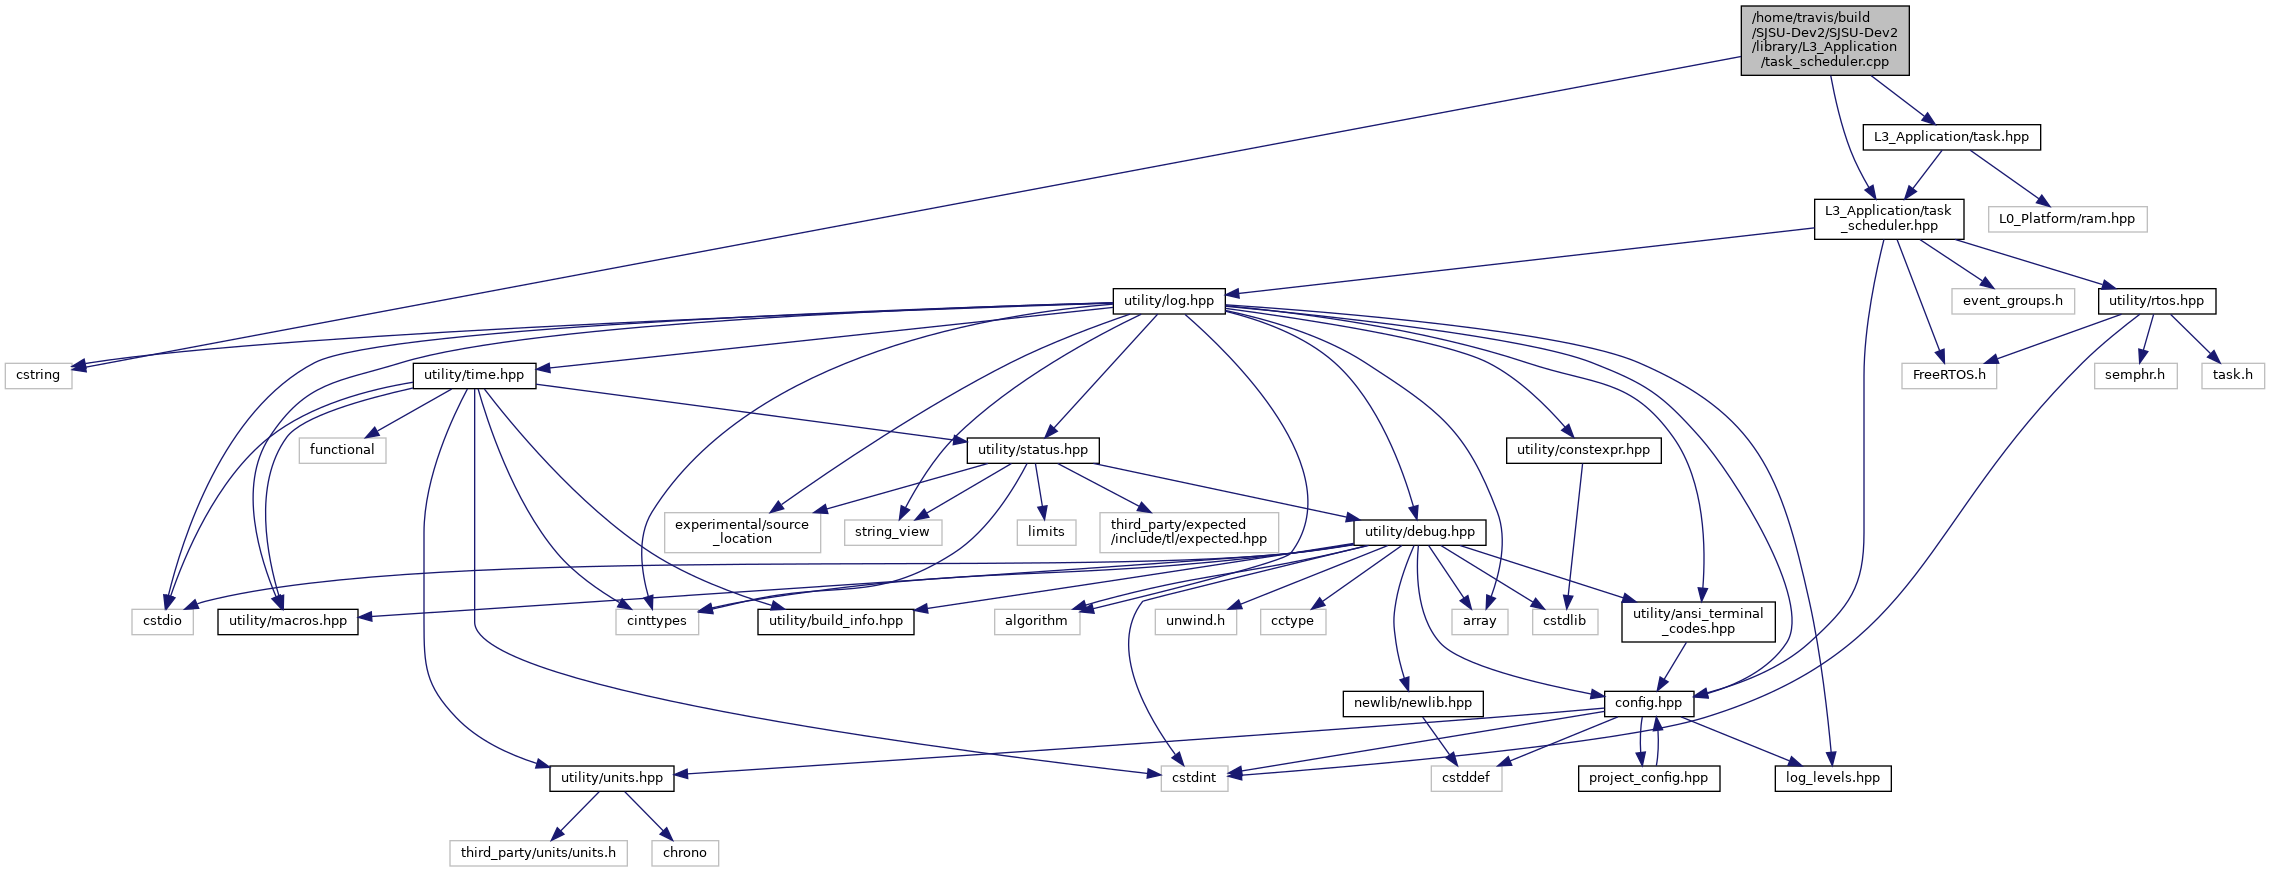 /home/travis/build
/SJSU-Dev2/SJSU-Dev2
/library/L3_Application
/task_scheduler.cpp
L3_Application/task.hpp
L3_Application/task
_scheduler.hpp
L0_Platform/ram.hpp
utility/log.hpp
event_groups.h
utility/rtos.hpp
cstring
utility/time.hpp
FreeRTOS.h
semphr.h
task.h
functional
utility/status.hpp
utility/constexpr.hpp
experimental/source
_location
string_view
limits
third_party/expected
/include/tl/expected.hpp
utility/debug.hpp
cstdio
utility/macros.hpp
cinttypes
utility/build_info.hpp
algorithm
unwind.h
cctype
array
cstdlib
utility/ansi_terminal
_codes.hpp
newlib/newlib.hpp
config.hpp
utility/units.hpp
cstdint
cstddef
project_config.hpp
log_levels.hpp
third_party/units/units.h
chrono